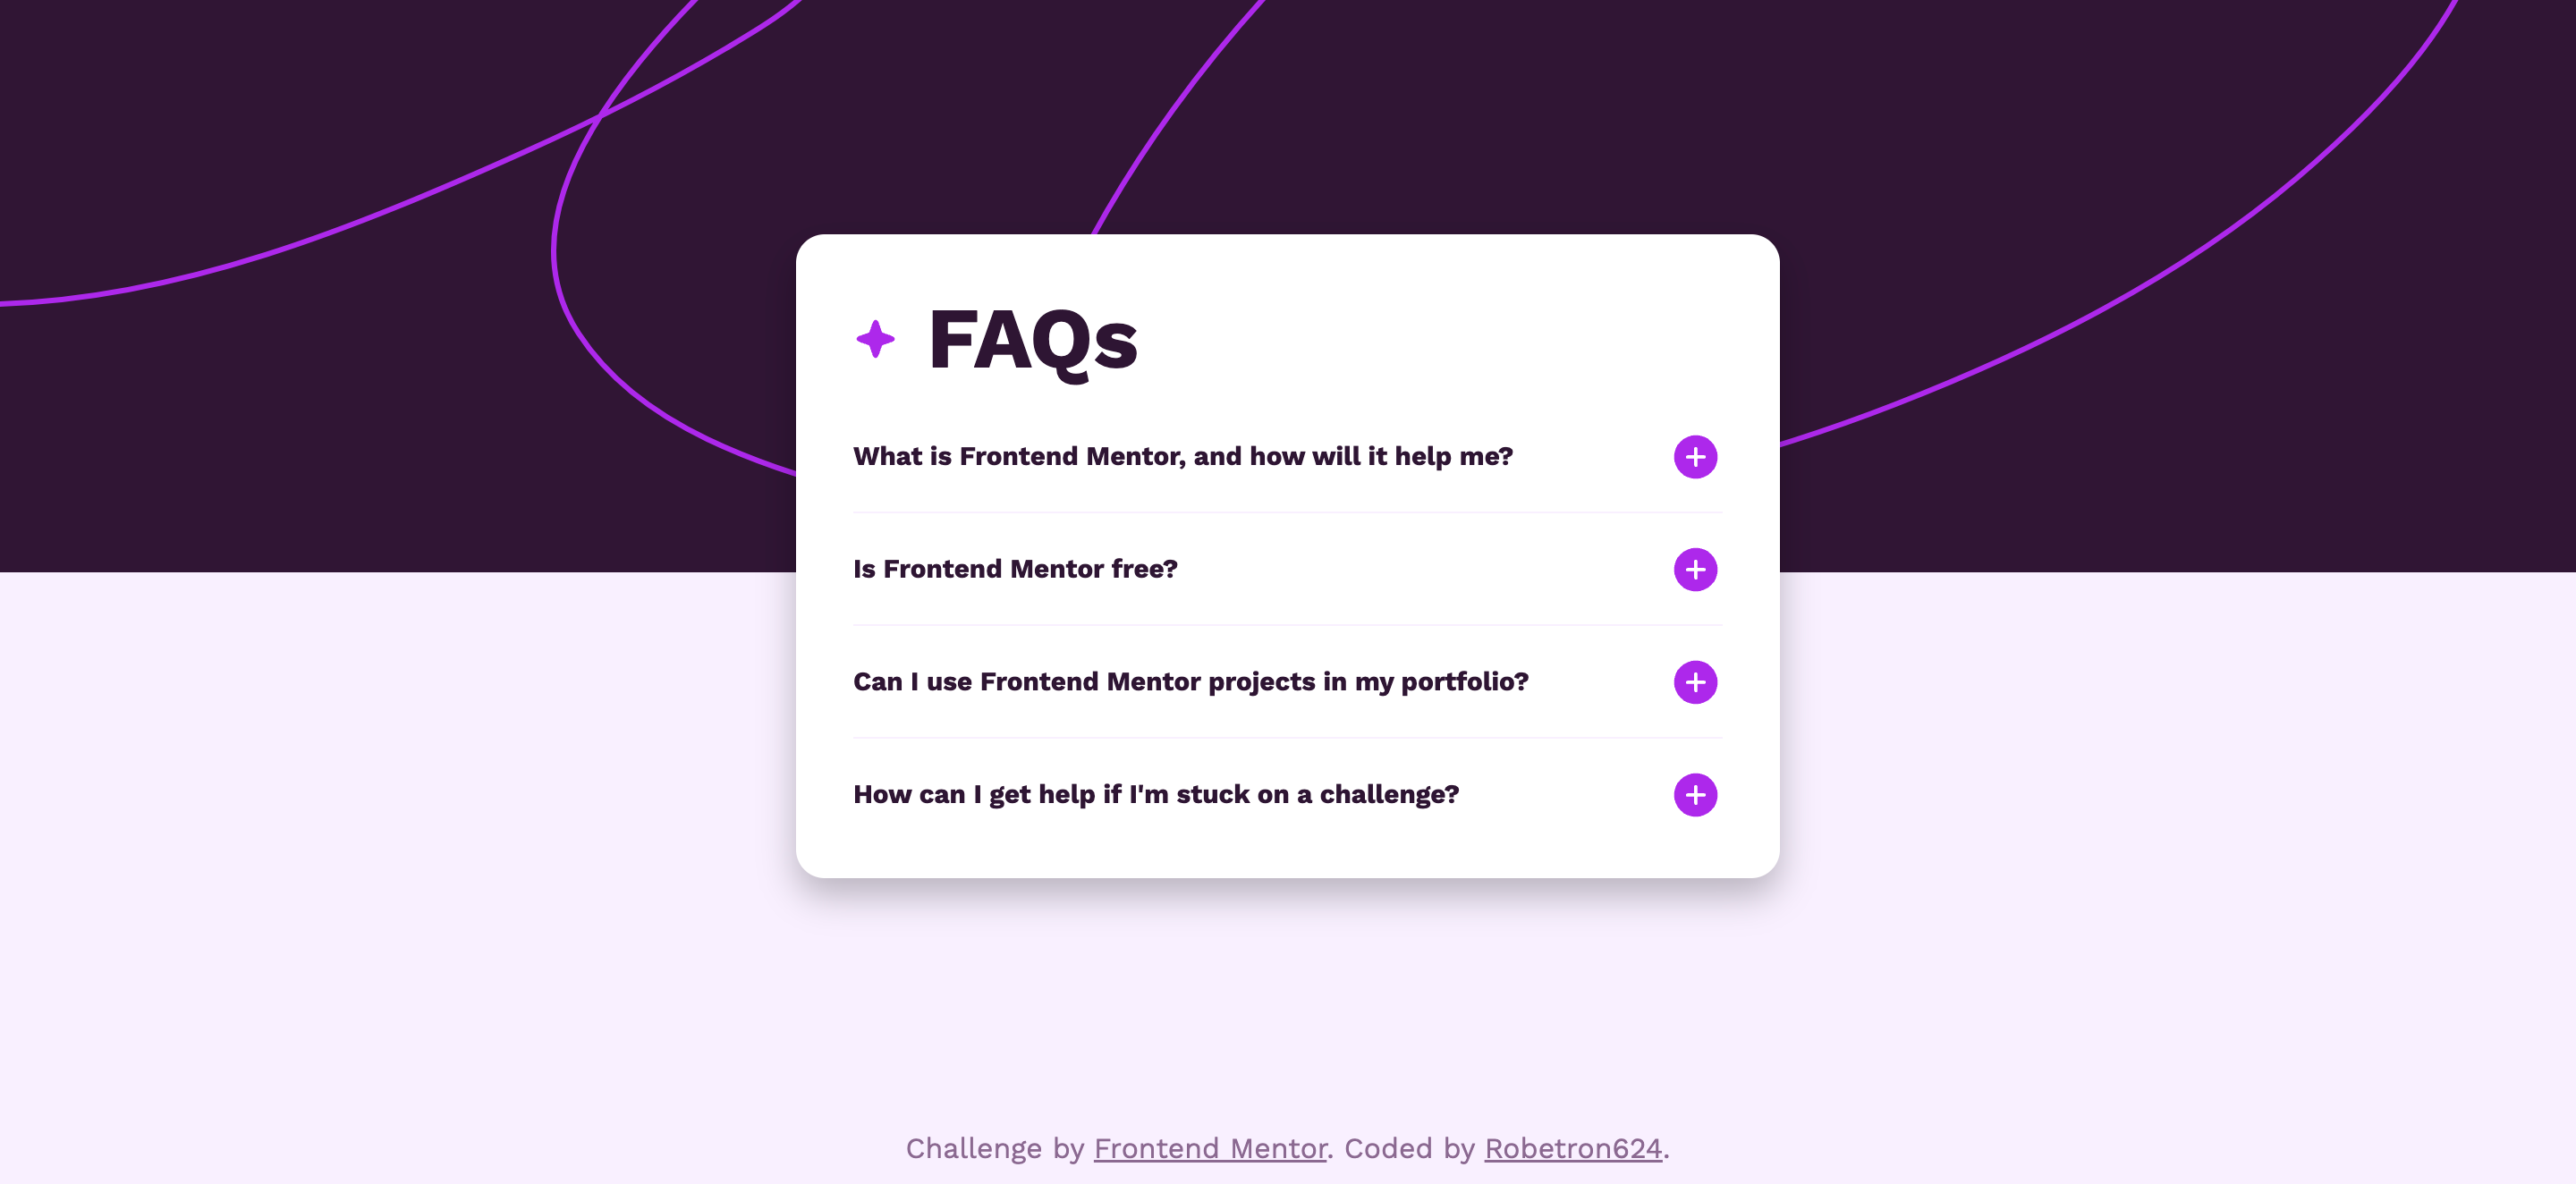 FAQs
What is Frontend Mentor, and how will it help me?
Is Frontend Mentor free?
Can I use Frontend Mentor projects in my portfolio?
How can I get help if I'm stuck on a challenge?
Challenge by Frontend Mentor. Coded by Robetron624.